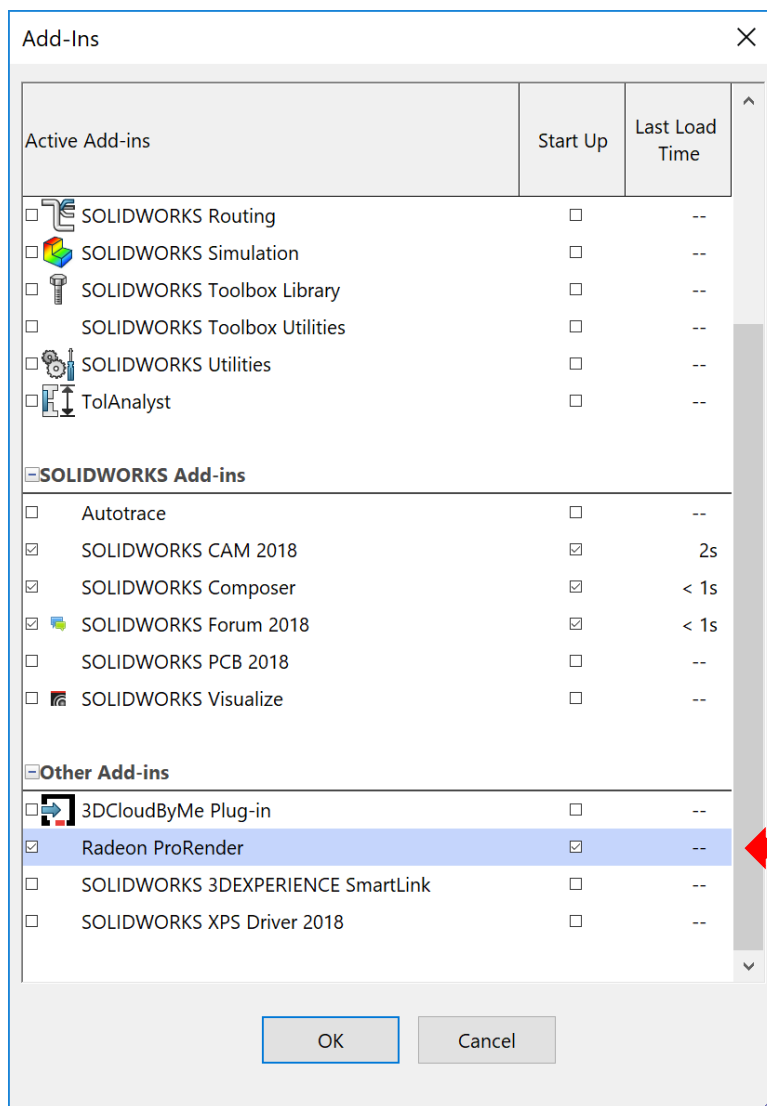 Add-Ins
Active Add-ins Start Up Last Load Time
SOLIDWORKS Routing --
SOLIDWORKS Simulation --
SOLIDWORKS Toolbox Library --
SOLIDWORKS Toolbox Utilities --
SOLIDWORKS Utilities --
TolAnalyst --
SOLIDWORKS Add-ins
Autotrace --
SOLIDWORKS CAM 2018 2s
SOLIDWORKS Composer < 1s
SOLIDWORKS Forum 2018 < 1s
SOLIDWORKS PCB 2018 --
SOLIDWORKS Visualize --
Other Add-ins
3DCloudByMe Plug-in --
Radeon ProRender --
SOLIDWORKS 3DEXPERIENCE SmartLink --
SOLIDWORKS XPS Driver 2018 --
OK Cancel